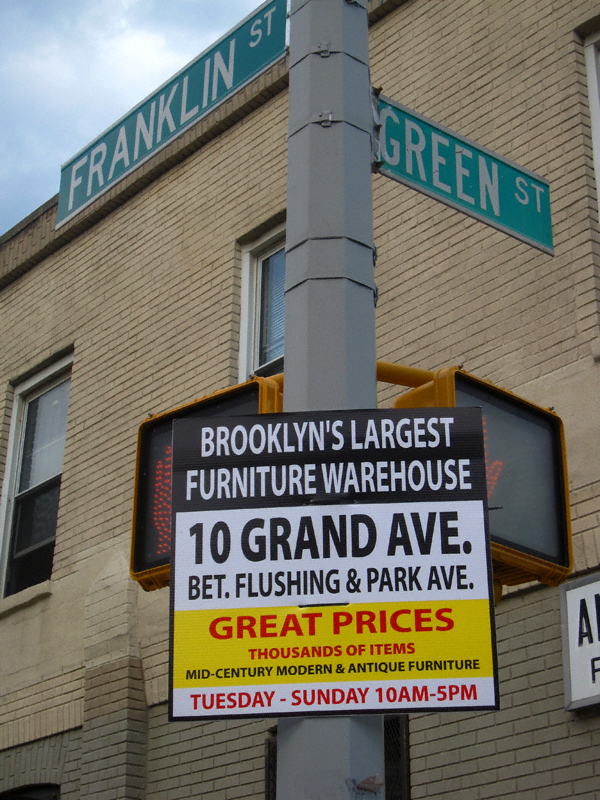 FRANKLIN ST
GREEN ST
BROOKLYN'S LARGEST
FURNITURE WAREHOUSE
10 GRAND AVE.
BET. FLUSHING & PARK AVE.
GREAT PRICES
THOUSANDS OF ITEMS
MID-CENTURY MODERN & ANTIQUE FURNITURE
TUESDAY - SUNDAY 10AM-5PM